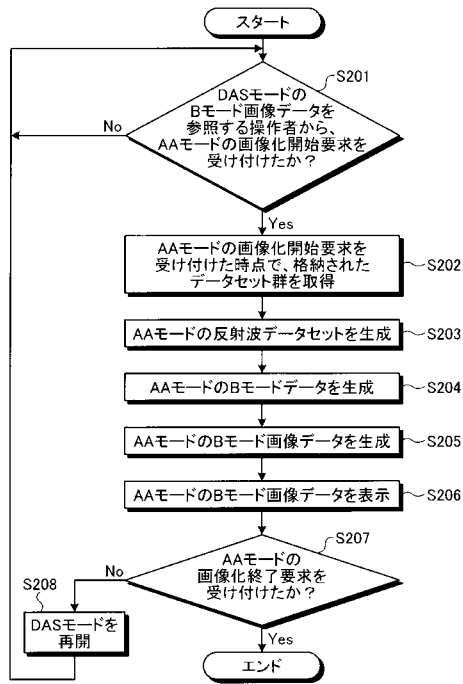 スタート
S201
DASモードの
Bモード画像データを
参照する操作者から、
AAモードの画像化開始要求を
受け付けたか？
No
Yes
AAモードの画像化開始要求を
受け付けた時点で、格納された
データセット群を取得
S202
AAモードの反射波データセットを生成
S203
AAモードのBモードデータを生成
S204
AAモードのBモード画像データを生成
S205
AAモードのBモード画像データを表示
S206
S207
AAモードの
画像化終了要求を
受け付けたか？
No
S208
DASモードを
再開
Yes
エンド